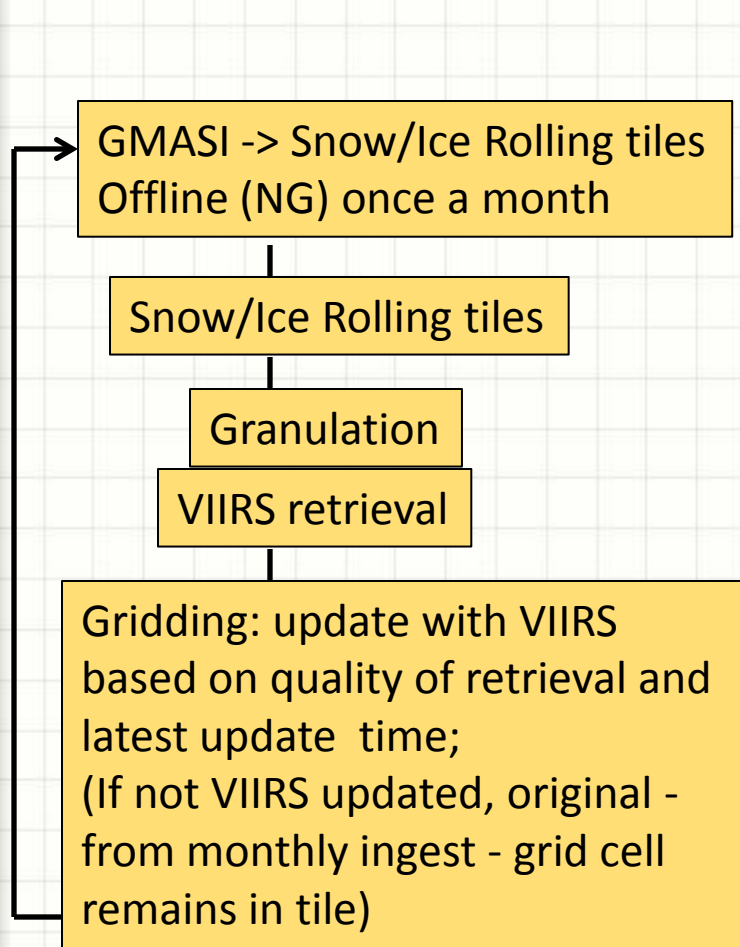 GMASI -> Snow/Ice Rolling tiles
Offline (NG) once a month
Snow/Ice Rolling tiles
Granulation
VIIRS retrieval
Gridding: update with VIIRS
based on quality of retrieval and
latest update  time;
(If not VIIRS updated, original -
from monthly ingest - grid cell
remains in tile)